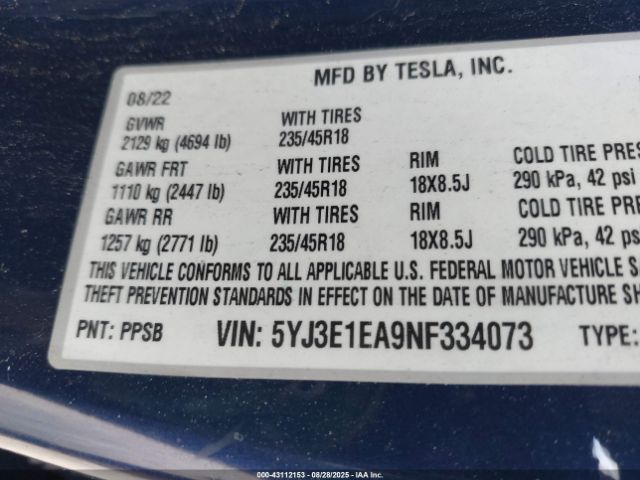 MFD BY TESLA, INC.
08/22
GVWR WITH TIRES
2129 kg (4694 lb) 235/45R18
GAWR FRT WITH TIRES RIM COLD TIRE PRES
1110 kg (2447 lb) 235/45R18 18X8.5J 290 kPa, 42 psi
GAWR RR WITH TIRES RIM COLD TIRE PRES
1257 kg (2771 lb) 235/45R18 18X8.5J 290 kPa, 42 psi
THIS VEHICLE CONFORMS TO ALL APPLICABLE U.S. FEDERAL MOTOR VEHICLE SA
THEFT PREVENTION STANDARDS IN EFFECT ON THE DATE OF MANUFACTURE SH
PNT: PPSB VIN: 5YJ3E1EA9NF334073 TYPE:
000-43112153 - 08/28/2025 - IAA Inc.